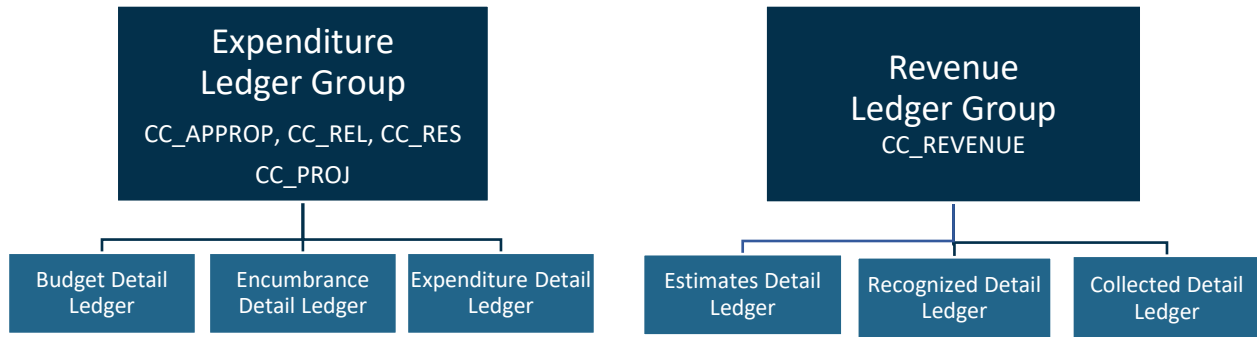 Expenditure
Ledger Group
CC_APPROP, CC_REL, CC_RES
CC_PROJ
Budget Detail
Ledger
Encumbrance
Detail Ledger
Expenditure Detail
Ledger
Revenue
Ledger Group
CC_REVENUE
Estimates Detail
Ledger
Recognized Detail
Ledger
Collected Detail
Ledger